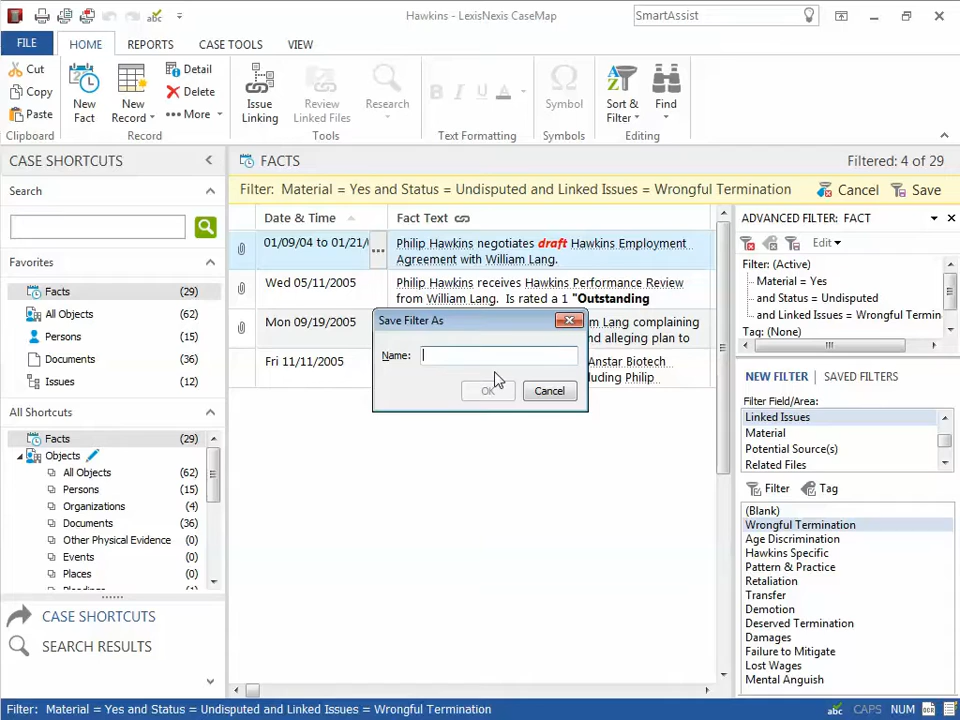 Hawkins - LexisNexis CaseMap
SmartAssist
FILE
HOME
REPORTS
CASE TOOLS
VIEW
Cut
Copy
Paste
Clipboard
New
Fact
New
Record
Detail
Delete
More
Record
Issue
Linking
Review
Linked Files
Research
Tools
B I U A
Text Formatting
Symbol
Symbols
Sort &
Filter
Find
Editing
CASE SHORTCUTS
FACTS
Filtered: 4 of 29
Search
Filter: Material = Yes and Status = Undisputed and Linked Issues = Wrongful Termination
Cancel
Save
Favorites
Facts (29)
All Objects (62)
Persons (15)
Documents (36)
Issues (12)
All Shortcuts
Facts (29)
Objects
All Objects (62)
Persons (15)
Organizations (4)
Documents (36)
Other Physical Evidence (0)
Events (0)
Places (0)
CASE SHORTCUTS
SEARCH RESULTS
Date & Time
Fact Text
01/09/04 to 01/21/
Philip Hawkins negotiates draft Hawkins Employment
Agreement with William Lang.
Wed 05/11/2005
Philip Hawkins receives Hawkins Performance Review
from William Lang. Is rated a 1 "Outstanding
Mon 09/19/2005
m Lang complaining
nd alleging plan to
Fri 11/11/2005
Anstar Biotech
luding Philip
Save Filter As
Name:
OK
Cancel
ADVANCED FILTER: FACT
Edit
Filter: (Active)
Material = Yes
and Status = Undisputed
and Linked Issues = Wrongful Termin
Tag: (None)
NEW FILTER
SAVED FILTERS
Filter Field/Area:
Linked Issues
Material
Potential Source(s)
Related Files
Filter
Tag
(Blank)
Wrongful Termination
Age Discrimination
Hawkins Specific
Pattern & Practice
Retaliation
Transfer
Demotion
Deserved Termination
Damages
Failure to Mitigate
Lost Wages
Mental Anguish
Filter: Material = Yes and Status = Undisputed and Linked Issues = Wrongful Termination
CAPS
NUM